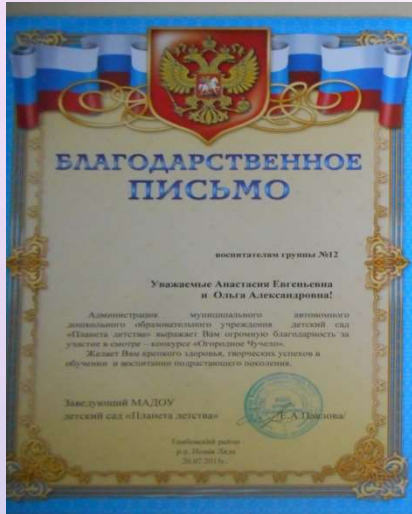 БЛАГОДАРСТВЕННОЕ
ПИСЬМО
воспитателям группы №12
Уважаемые Анастасия Евгеньевна
и Ольга Александровна!
Администрация муниципального автономного
дошкольного образовательного учреждения детский сад
«Планета детства» выражает Вам огромную благодарность за
участие в смотре – конкурсе «Огородное Чучело».
Желает Вам крепкого здоровья, творческих успехов в
обучении и воспитании подрастающего поколения.
Заведующий МАДОУ
детский сад «Планета детства»
Тамбовский район
р.п. Новая Ляда